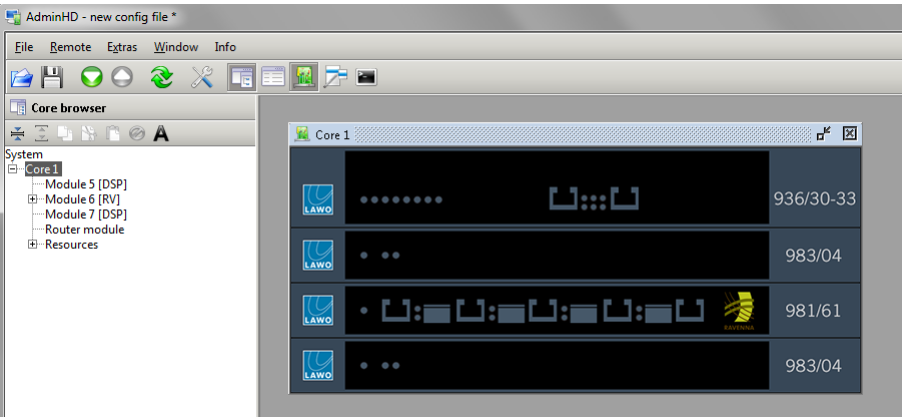 AdminHD - new config file *
File Remote Extras Window Info
Core browser
A
System
Core 1
Module 5 [DSP]
Module 6 [RV]
Module 7 [DSP]
Router module
Resources
Core 1
LAWO 936/30-33
LAWO 983/04
LAWO RAVENNA 981/61
LAWO 983/04